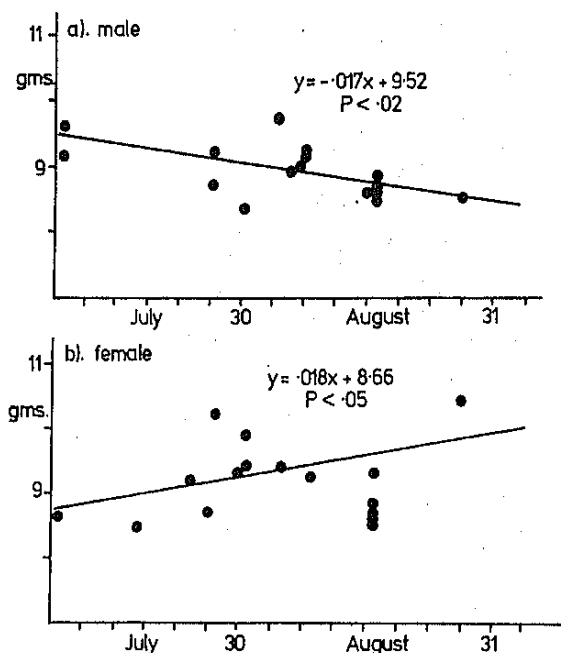 11
a). male
gms.
y = -·017x + 9·52
P < ·02
9
July 30 August 31
b). female
11
y = ·018x + 8·66
gms.
P < ·05
9
July 30 August 31